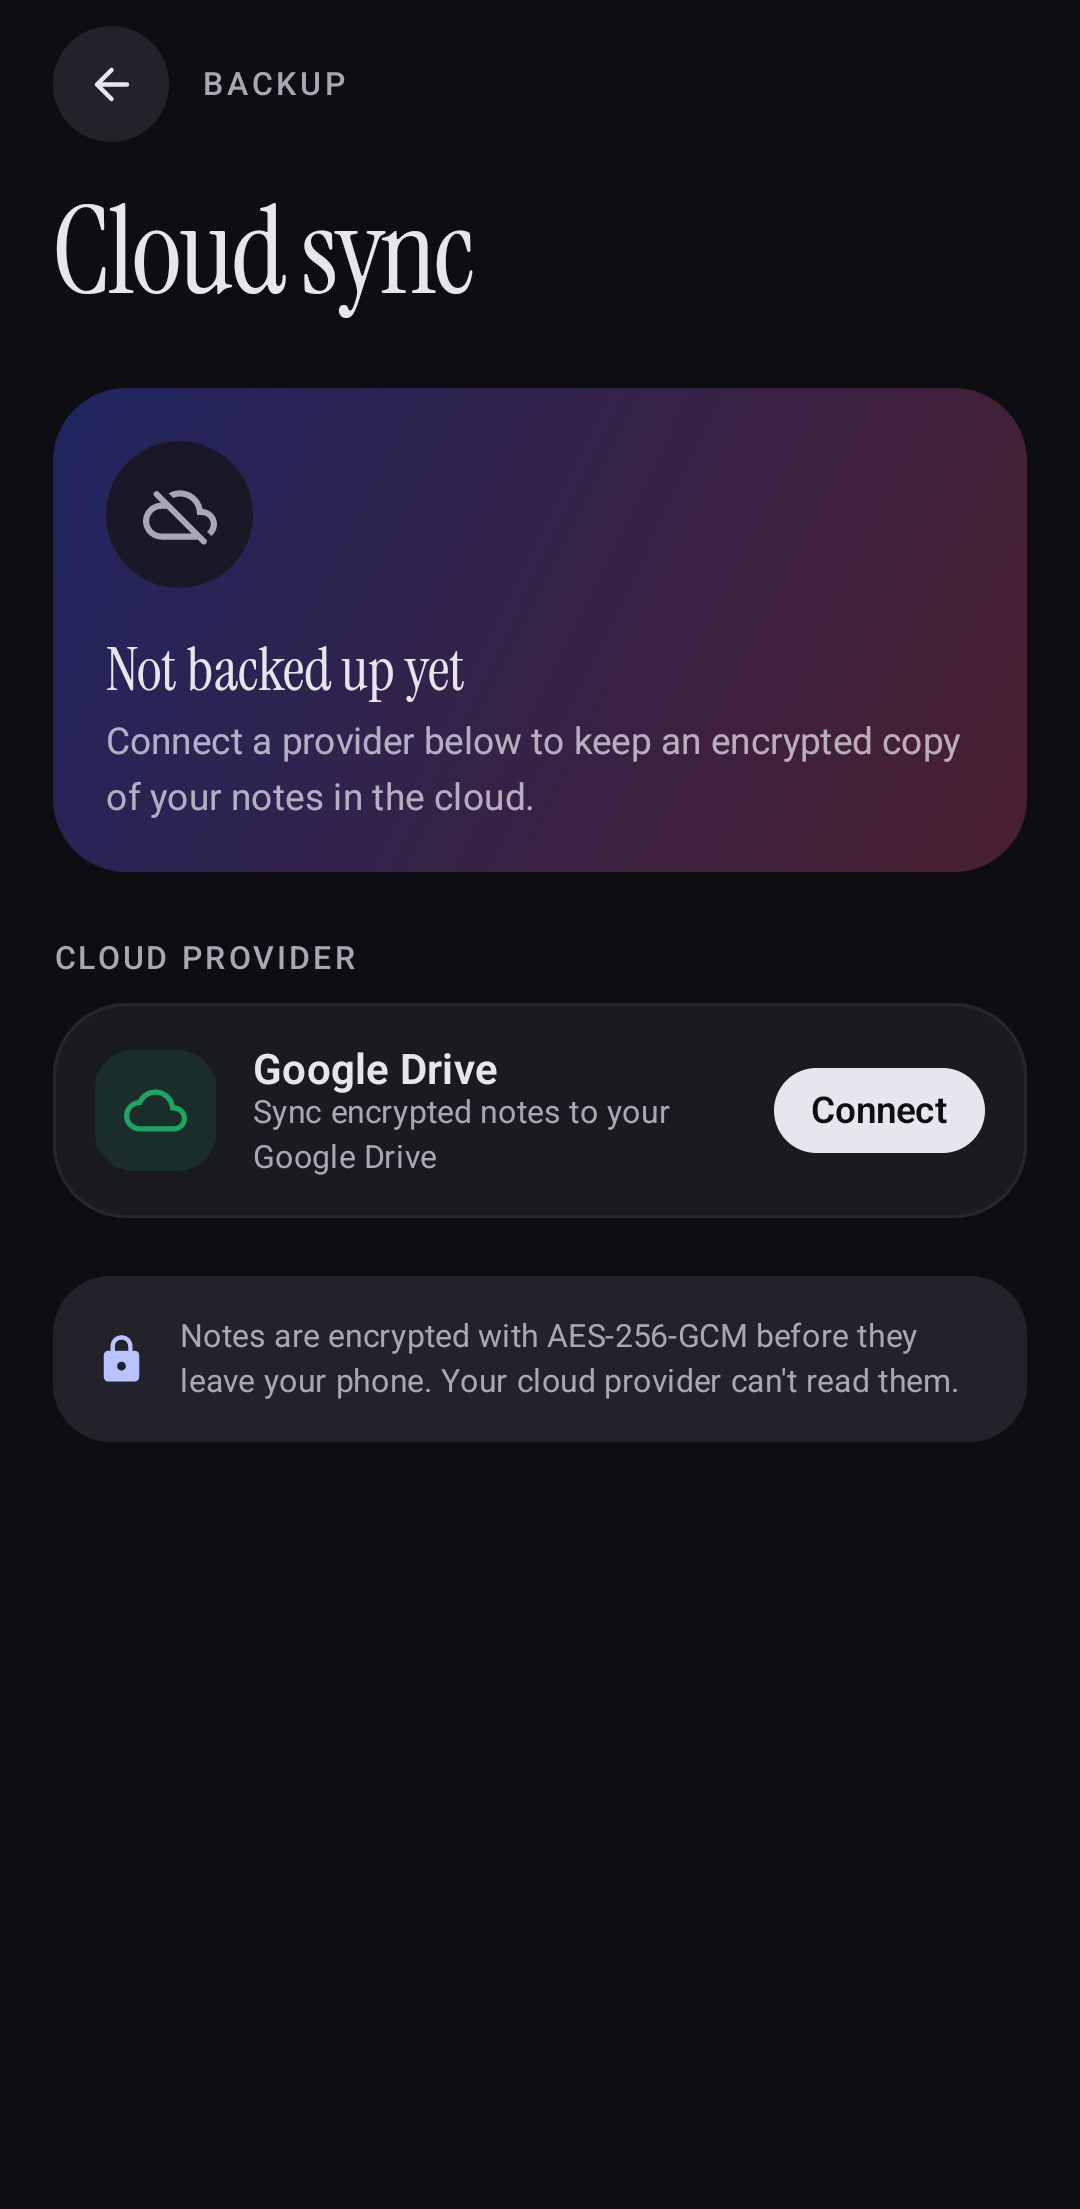 BACKUP
Cloud sync
Not backed up yet
Connect a provider below to keep an encrypted copy
of your notes in the cloud.
CLOUD PROVIDER
Google Drive
Sync encrypted notes to your
Google Drive
Connect
Notes are encrypted with AES-256-GCM before they
leave your phone. Your cloud provider can't read them.